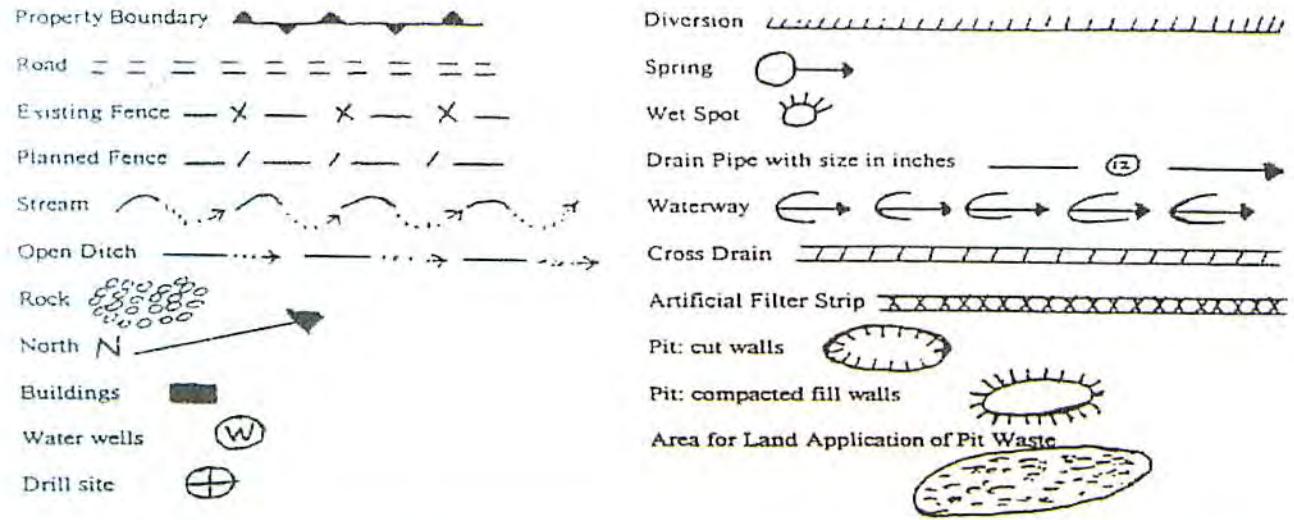 Property Boundary
Road
Existing Fence
Planned Fence
Stream
Open Ditch
Rock
North N
Buildings
Water wells W
Drill site
Diversion
Spring
Wet Spot
Drain Pipe with size in inches 12
Waterway
Cross Drain
Artificial Filter Strip
Pit: cut walls
Pit: compacted fill walls
Area for Land Application of Pit Waste